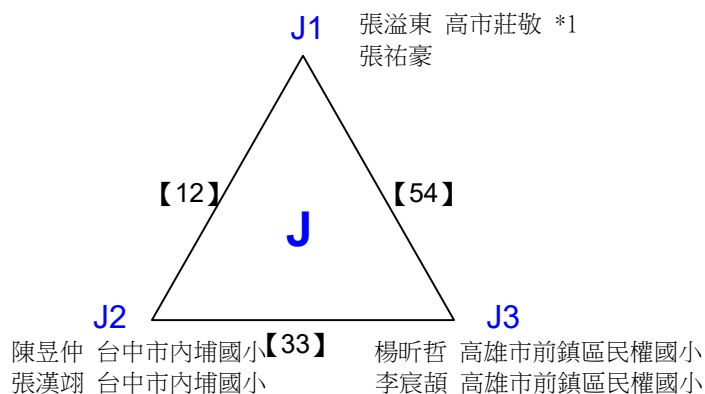 J1
張溢東 高市莊敬 *1
張祐豪
【12】
【54】
J
J2
J3
【33】
陳昱仲 台中市內埔國小
張漢翊 台中市內埔國小
楊昕哲 高雄市前鎮區民權國小
李宸頡 高雄市前鎮區民權國小